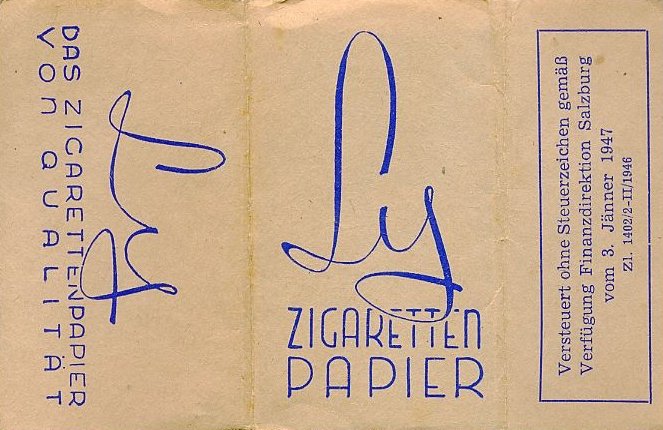 DAS ZIGARETTENPAPIER
VON QUALITÄT
Ly
Ly
ZIGARETTEN
PAPIER
Versteuert ohne Steuerzeichen gemäß
Verfügung Finanzdirektion Salzburg
vom 3. Jänner 1947
Zl. 1402/2-II/1946